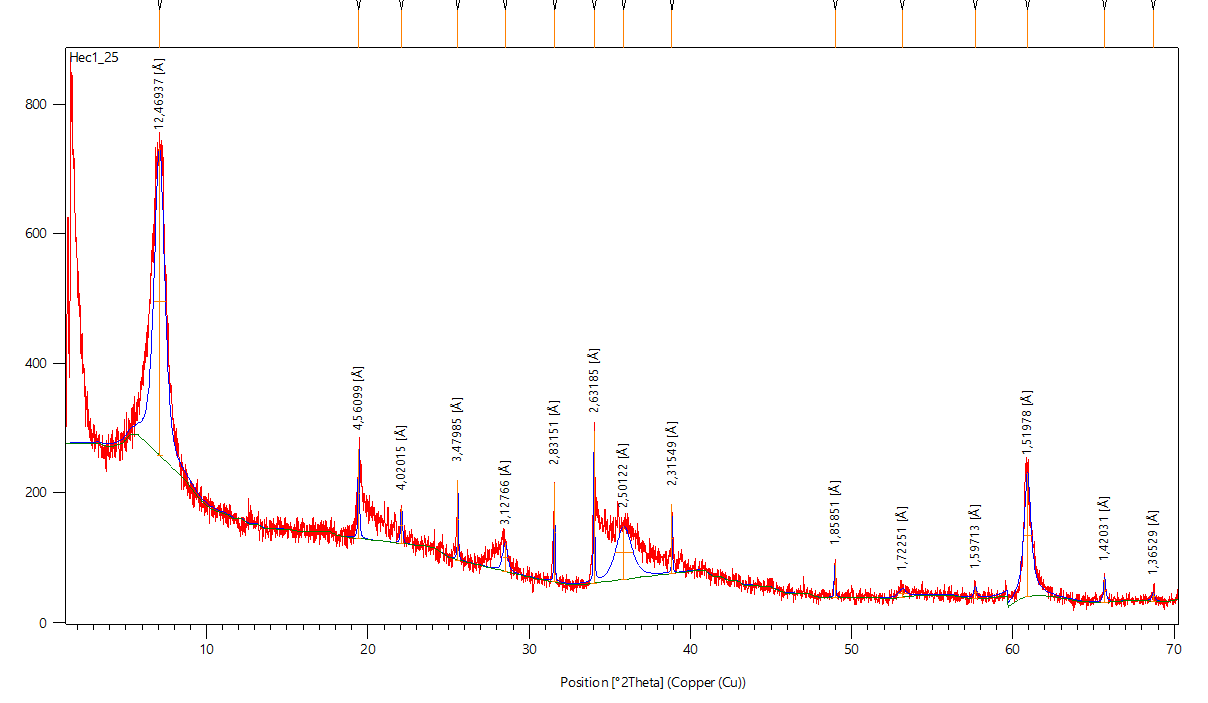 Hec1_25
12,46937 [Å]
4,56099 [Å]
4,02015 [Å]
3,47985 [Å]
3,12766 [Å]
2,83151 [Å]
2,63185 [Å]
2,50122 [Å]
2,31549 [Å]
1,85851 [Å]
1,72251 [Å]
1,59713 [Å]
1,51978 [Å]
1,42031 [Å]
1,36529 [Å]
800
600
400
200
0
10 20 30 40 50 60 70
Position [°2Theta] (Copper (Cu))